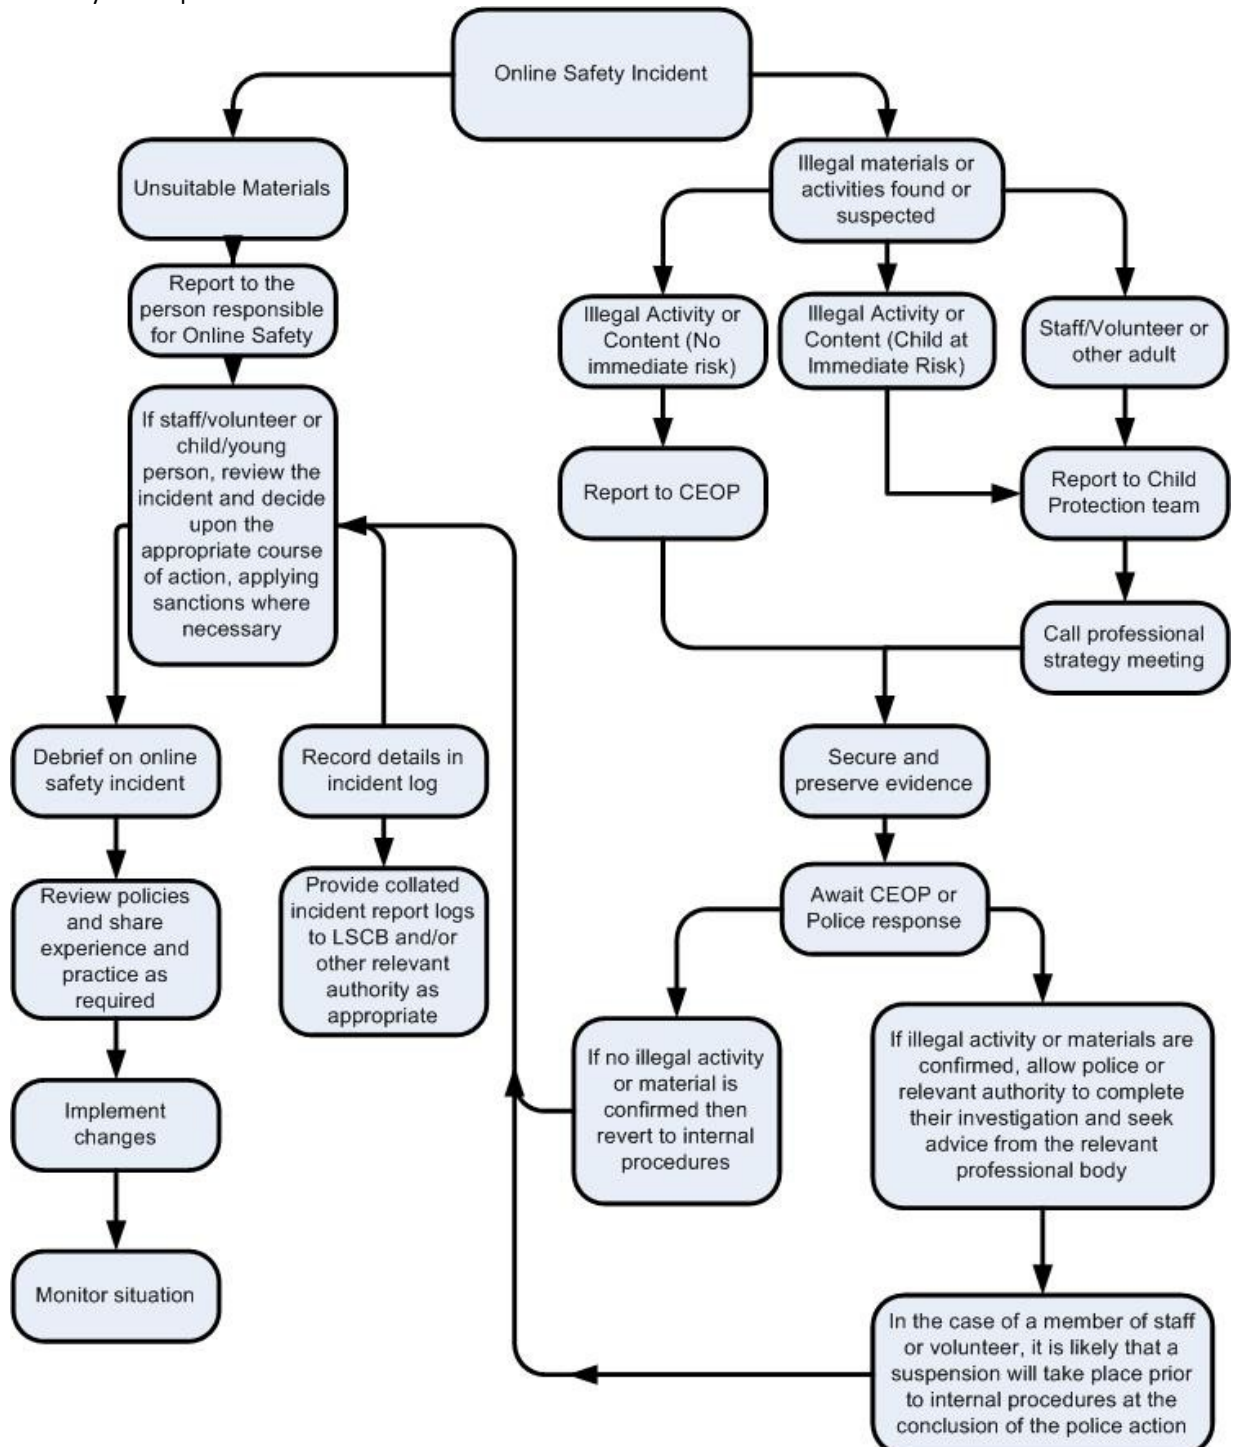 Online Safety Incident
Unsuitable Materials
Illegal materials or
activities found or
suspected
Report to the
person responsible
for Online Safety
Illegal Activity or
Content (No
immediate risk)
Illegal Activity or
Content (Child at
Immediate Risk)
Staff/Volunteer or
other adult
If staff/volunteer or
child/young
person, review the
incident and decide
upon the
appropriate course
of action, applying
sanctions where
necessary
Report to CEOP
Report to Child
Protection team
Call professional
strategy meeting
Debrief on online
safety incident
Record details in
incident log
Secure and
preserve evidence
Review policies
and share
experience and
practice as
required
Provide collated
incident report logs
to LSCB and/or
other relevant
authority as
appropriate
Await CEOP or
Police response
If no illegal activity
or material is
confirmed then
revert to internal
procedures
If illegal activity or materials are
confirmed, allow police or
relevant authority to complete
their investigation and seek
advice from the relevant
professional body
Implement
changes
Monitor situation
In the case of a member of staff
or volunteer, it is likely that a
suspension will take place prior
to internal procedures at the
conclusion of the police action